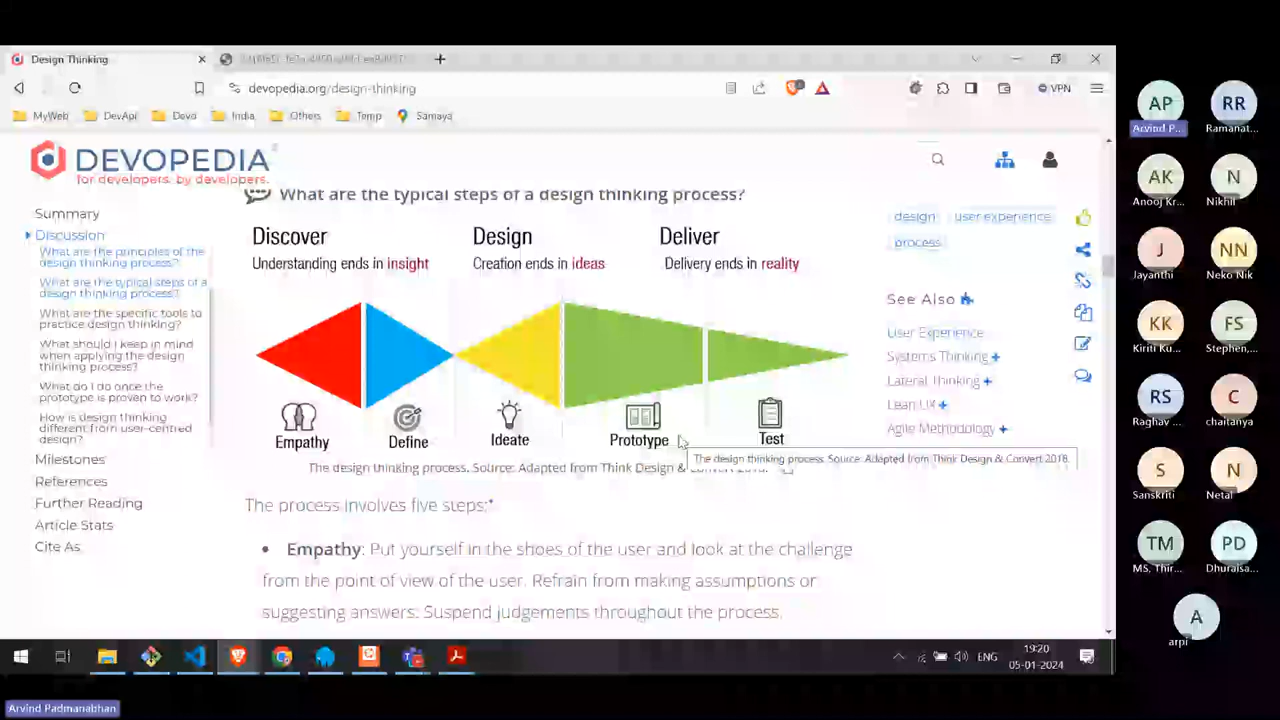 Design Thinking
devopedia.org/design-thinking
VPN
MyWeb
DevApi
Devo
India
Others
Temp
Samaya
DEVOPEDIA
for developers. by developers.
Summary
Discussion
What are the principles of the
design thinking process?
What are the typical steps of a
design thinking process?
What are the specific tools to
practice design thinking?
What should I keep in mind
when applying the design
thinking process?
What do I do once the
prototype is proven to work?
How is design thinking
different from user-centred
design?
Milestones
References
Further Reading
Article Stats
Cite As
What are the typical steps of a design thinking process?
Discover
Understanding ends in insight
Design
Creation ends in ideas
Deliver
Delivery ends in reality
Empathy
Define
Ideate
Prototype
Test
The design thinking process. Source: Adapted from Think Design &
The design thinking process. Source: Adapted from Think Design & Convert 2018.
The process involves five steps:*
• Empathy: Put yourself in the shoes of the user and look at the challenge
from the point of view of the user. Refrain from making assumptions or
suggesting answers. Suspend judgements throughout the process.
design
user experience
process
See Also
User Experience
Systems Thinking +
Lateral Thinking +
Lean UX +
Agile Methodology +
AP
Arvind P...
RR
Ramanat...
AK
Anooj Kr...
N
Nikhil
J
Jayanthi
NN
Neko Nik
KK
Kiriti Ku...
FS
Stephen,...
RS
Raghav ...
C
chaitanya
S
Sanskriti
N
Netal
TM
MS, Thir...
PD
Dhuraisa...
A
arpi
ENG
19:20
05-01-2024
Arvind Padmanabhan